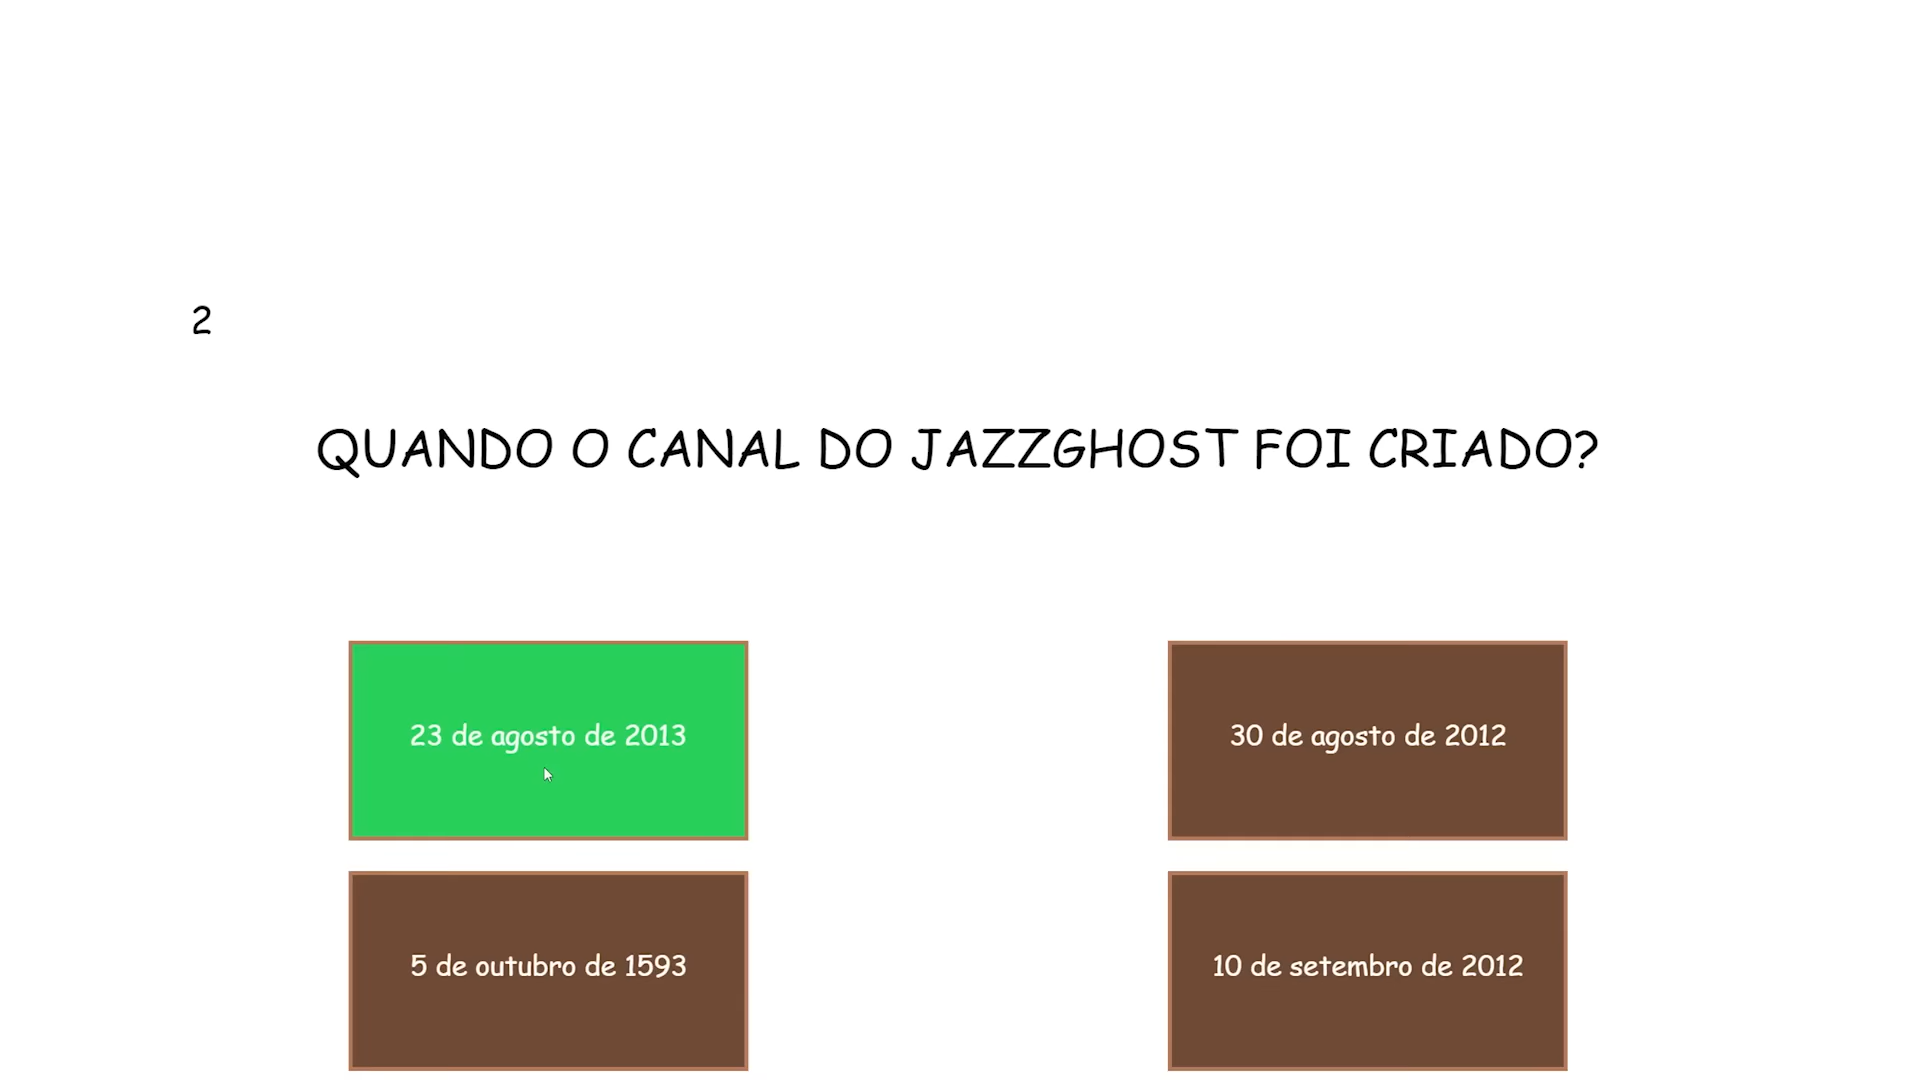 2
QUANDO O CANAL DO JAZZGHOST FOI CRIADO?
23 de agosto de 2013
30 de agosto de 2012
5 de outubro de 1593
10 de setembro de 2012